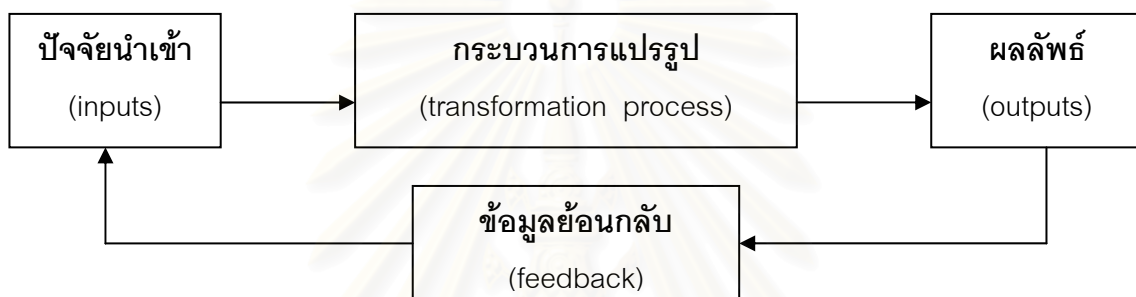 ปัจจัยนำเข้า
(inputs)
กระบวนการแปรรูป
(transformation process)
ผลลัพธ์
(outputs)
ข้อมูลย้อนกลับ
(feedback)